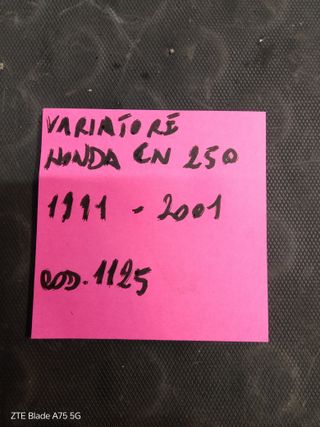 VARIATORE
HONDA CN 250
1991 - 2001
COD. 1125
ZTE Blade A75 5G